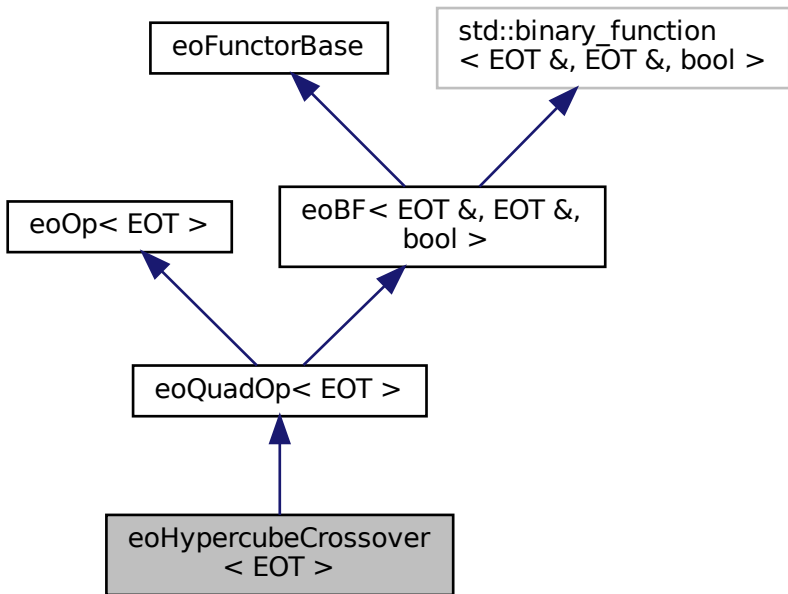 eoFunctorBase
std::binary_function
< EOT &, EOT &, bool >
eoOp< EOT >
eoBF< EOT &, EOT &,
bool >
eoQuadOp< EOT >
eoHypercubeCrossover
< EOT >